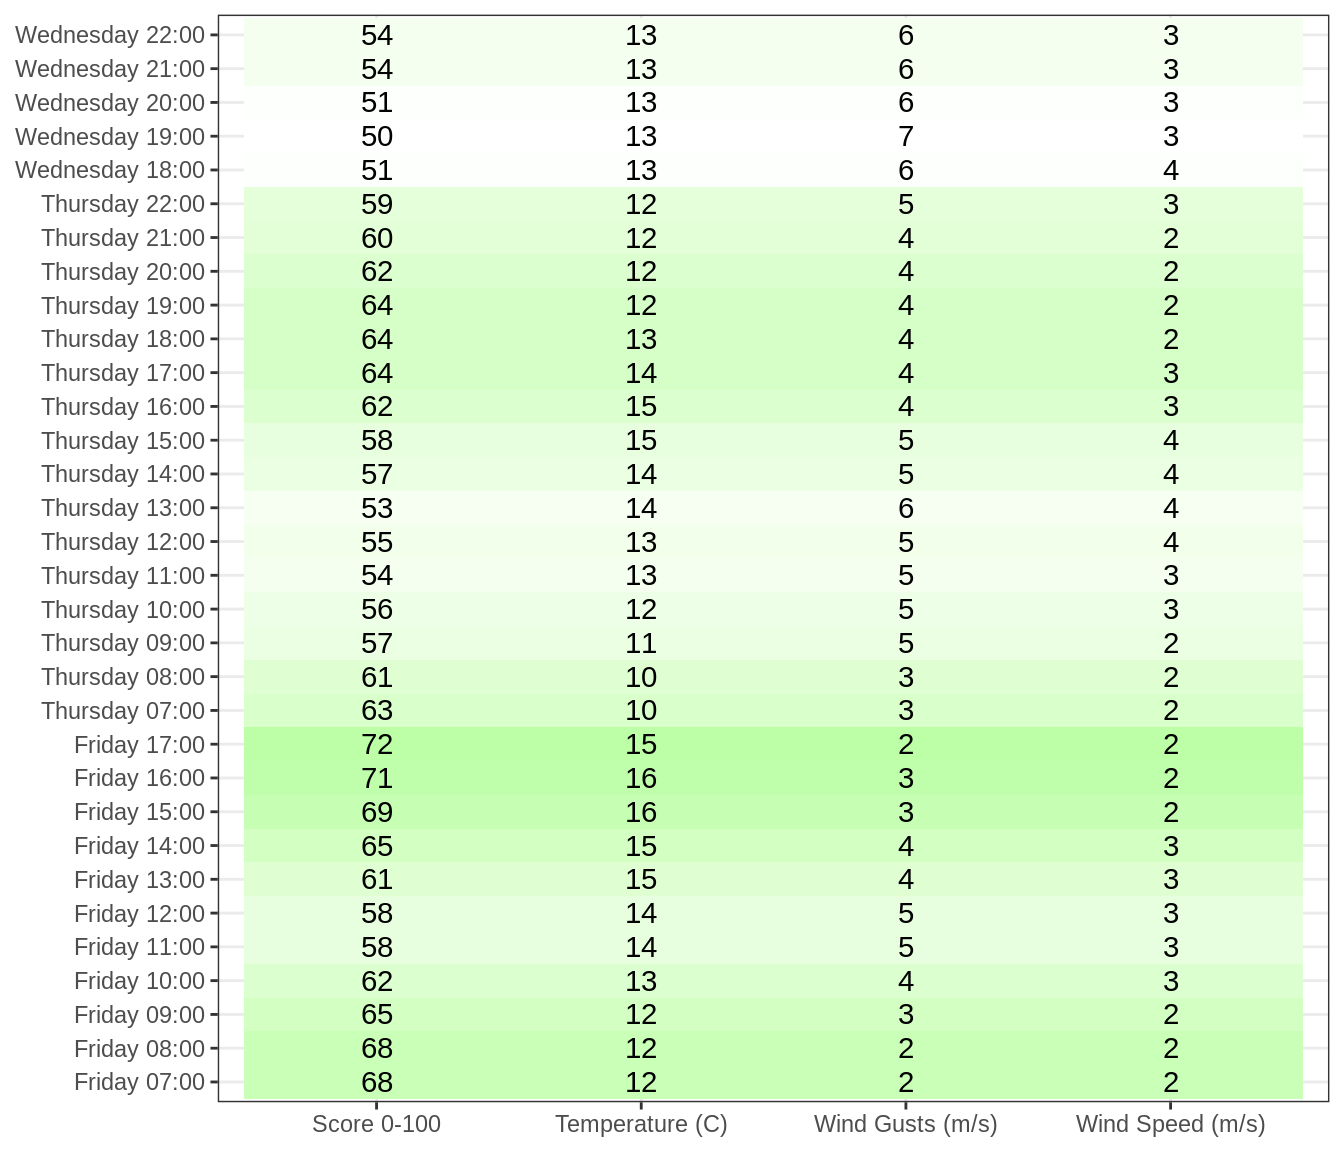 Wednesday 22:00 54 13 6 3
Wednesday 21:00 54 13 6 3
Wednesday 20:00 51 13 6 3
Wednesday 19:00 50 13 7 3
Wednesday 18:00 51 13 6 4
Thursday 22:00 59 12 5 3
Thursday 21:00 60 12 4 2
Thursday 20:00 62 12 4 2
Thursday 19:00 64 12 4 2
Thursday 18:00 64 13 4 2
Thursday 17:00 64 14 4 3
Thursday 16:00 62 15 4 3
Thursday 15:00 58 15 5 4
Thursday 14:00 57 14 5 4
Thursday 13:00 53 14 6 4
Thursday 12:00 55 13 5 4
Thursday 11:00 54 13 5 3
Thursday 10:00 56 12 5 3
Thursday 09:00 57 11 5 2
Thursday 08:00 61 10 3 2
Thursday 07:00 63 10 3 2
Friday 17:00 72 15 2 2
Friday 16:00 71 16 3 2
Friday 15:00 69 16 3 2
Friday 14:00 65 15 4 3
Friday 13:00 61 15 4 3
Friday 12:00 58 14 5 3
Friday 11:00 58 14 5 3
Friday 10:00 62 13 4 3
Friday 09:00 65 12 3 2
Friday 08:00 68 12 2 2
Friday 07:00 68 12 2 2
Score 0-100 Temperature (C) Wind Gusts (m/s) Wind Speed (m/s)